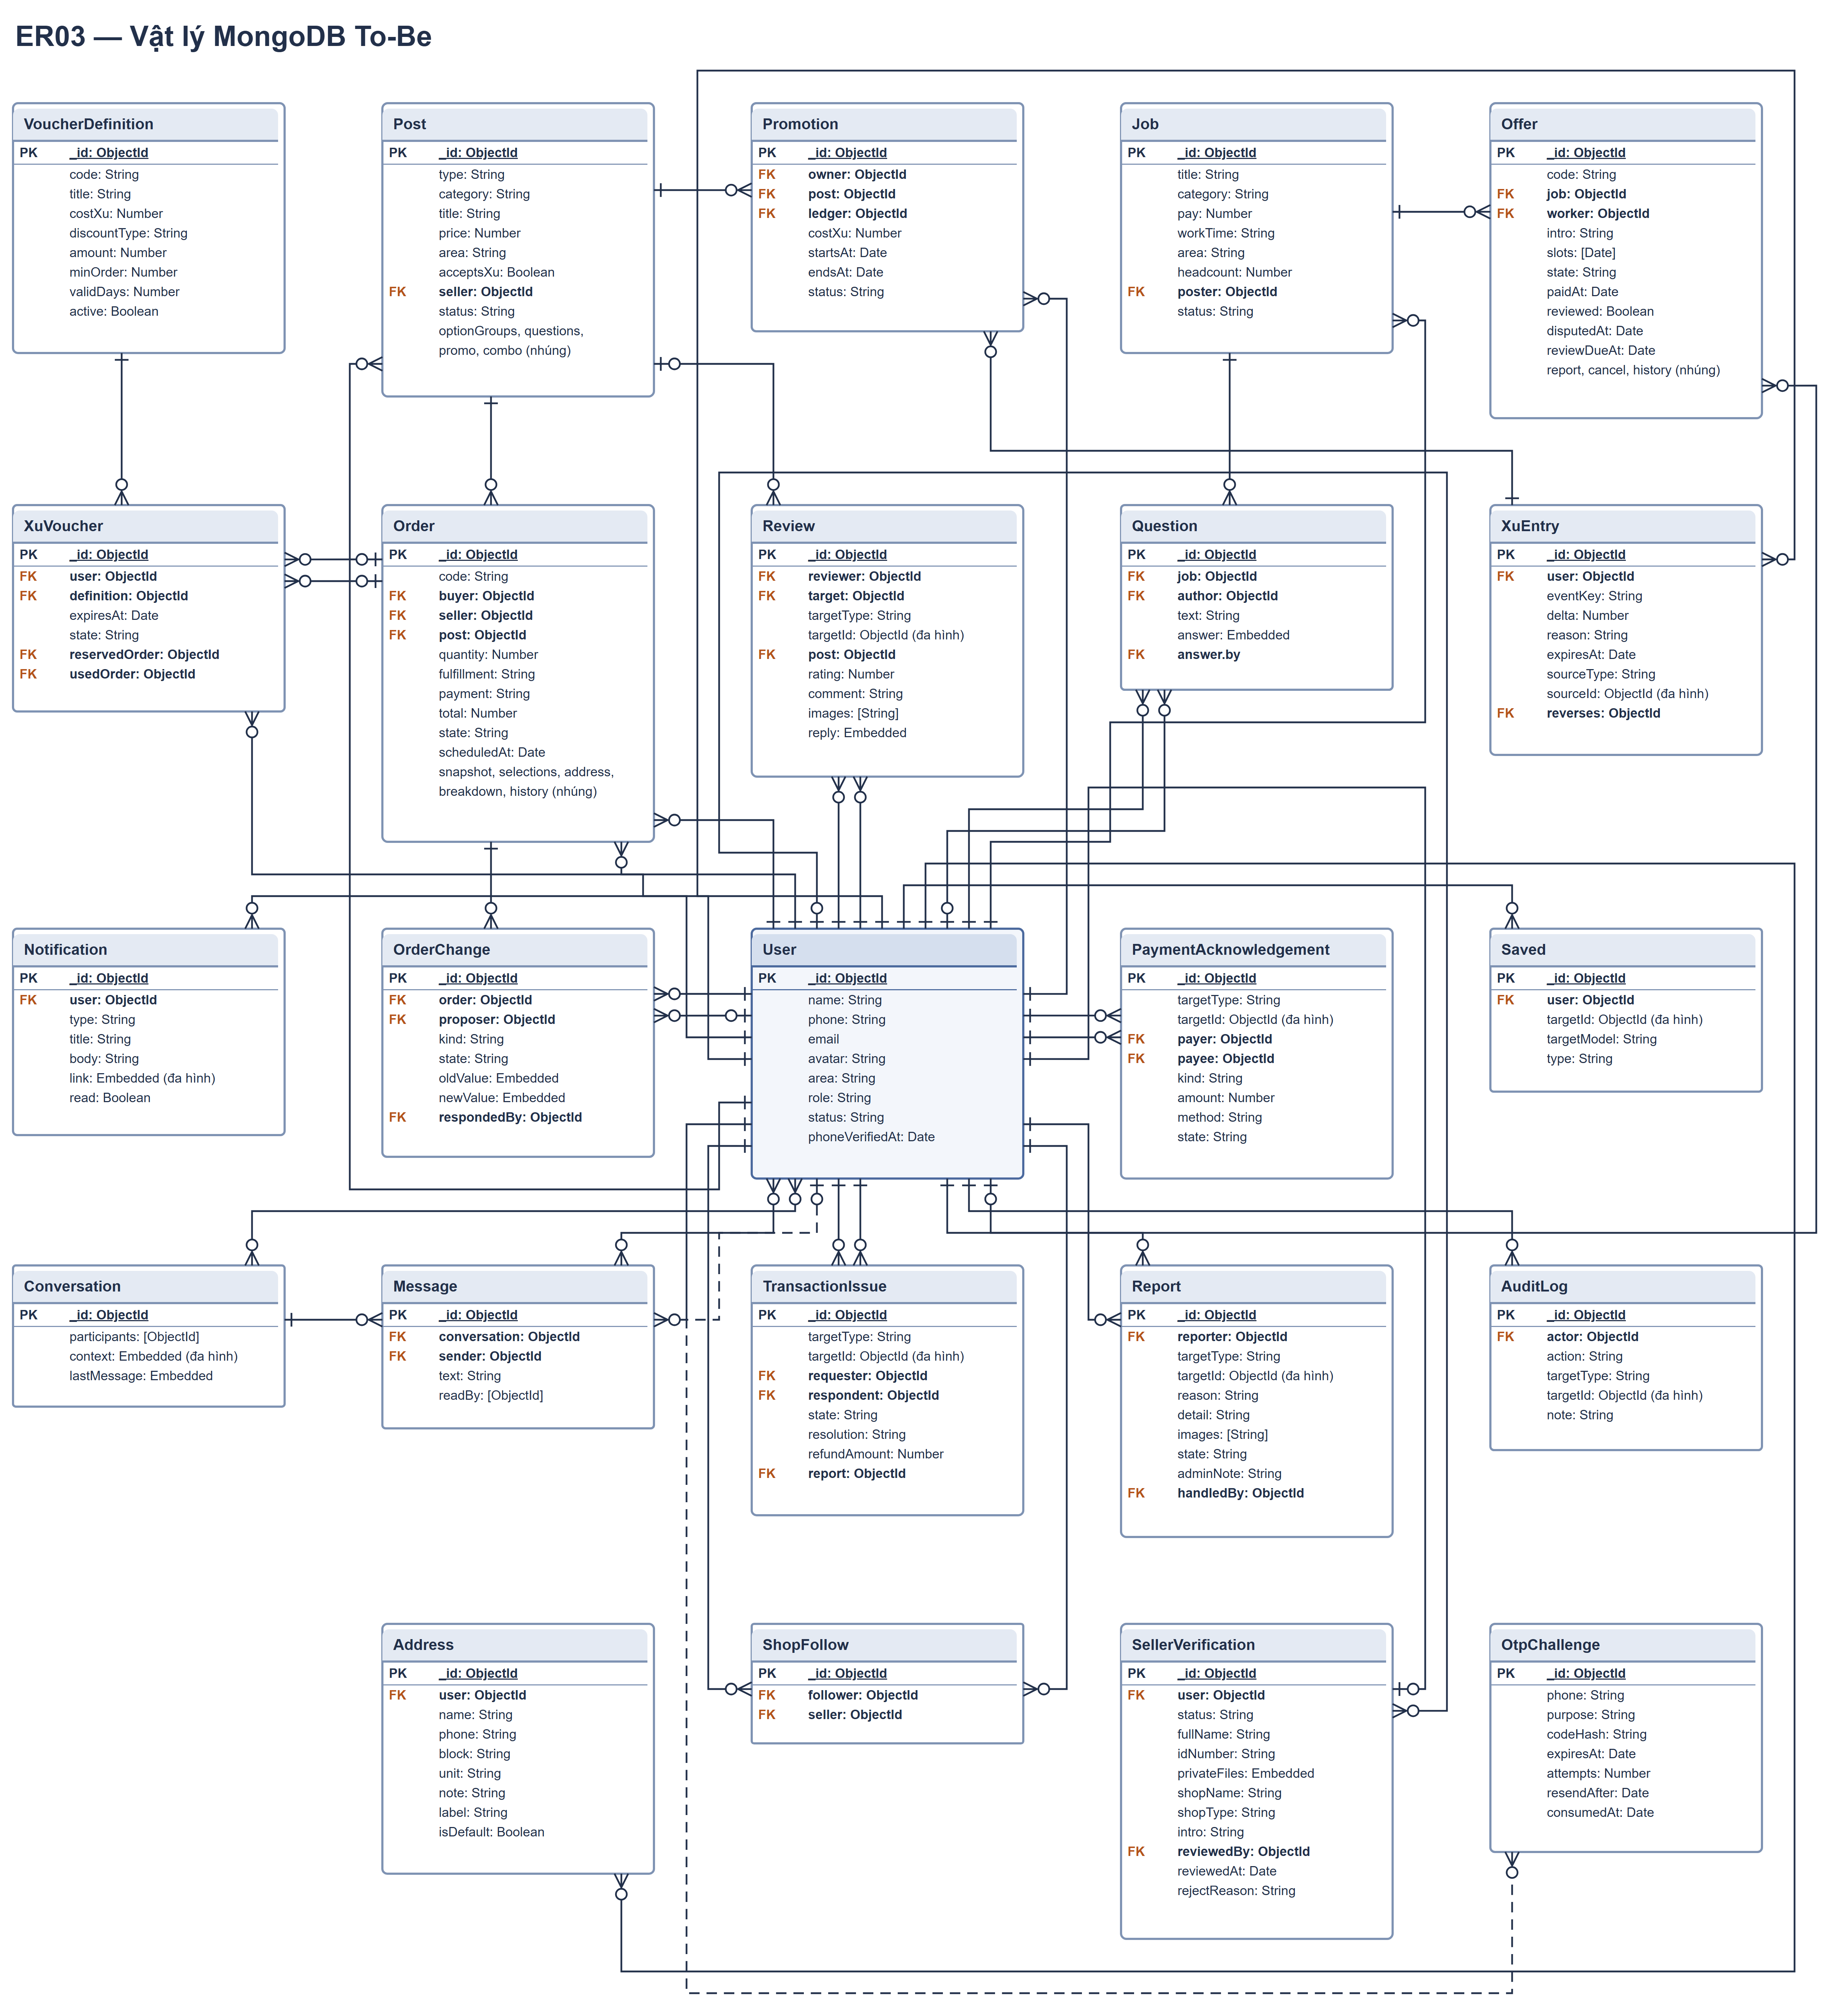 ER03 — Vật lý MongoDB To-Be
VoucherDefinition
PK _id: ObjectId
code: String
title: String
costXu: Number
discountType: String
amount: Number
minOrder: Number
validDays: Number
active: Boolean
Post
PK _id: ObjectId
type: String
category: String
title: String
price: Number
area: String
acceptsXu: Boolean
FK seller: ObjectId
status: String
optionGroups, questions,
promo, combo (nhúng)
Promotion
PK _id: ObjectId
FK owner: ObjectId
FK post: ObjectId
FK ledger: ObjectId
costXu: Number
startsAt: Date
endsAt: Date
status: String
Job
PK _id: ObjectId
title: String
category: String
pay: Number
workTime: String
area: String
headcount: Number
FK poster: ObjectId
status: String
Offer
PK _id: ObjectId
code: String
FK job: ObjectId
FK worker: ObjectId
intro: String
slots: [Date]
state: String
paidAt: Date
reviewed: Boolean
disputedAt: Date
reviewDueAt: Date
report, cancel, history (nhúng)
XuVoucher
PK _id: ObjectId
FK user: ObjectId
FK definition: ObjectId
expiresAt: Date
state: String
FK reservedOrder: ObjectId
FK usedOrder: ObjectId
Order
PK _id: ObjectId
code: String
FK buyer: ObjectId
FK seller: ObjectId
FK post: ObjectId
quantity: Number
fulfillment: String
payment: String
total: Number
state: String
scheduledAt: Date
snapshot, selections, address,
breakdown, history (nhúng)
Review
PK _id: ObjectId
FK reviewer: ObjectId
FK target: ObjectId
targetType: String
targetId: ObjectId (đa hình)
FK post: ObjectId
rating: Number
comment: String
images: [String]
reply: Embedded
Question
PK _id: ObjectId
FK job: ObjectId
FK author: ObjectId
text: String
answer: Embedded
FK answer.by
XuEntry
PK _id: ObjectId
FK user: ObjectId
eventKey: String
delta: Number
reason: String
expiresAt: Date
sourceType: String
sourceId: ObjectId (đa hình)
FK reverses: ObjectId
Notification
PK _id: ObjectId
FK user: ObjectId
type: String
title: String
body: String
link: Embedded (đa hình)
read: Boolean
OrderChange
PK _id: ObjectId
FK order: ObjectId
FK proposer: ObjectId
kind: String
state: String
oldValue: Embedded
newValue: Embedded
FK respondedBy: ObjectId
User
PK _id: ObjectId
name: String
phone: String
email
avatar: String
area: String
role: String
status: String
phoneVerifiedAt: Date
PaymentAcknowledgement
PK _id: ObjectId
targetType: String
targetId: ObjectId (đa hình)
FK payer: ObjectId
FK payee: ObjectId
kind: String
amount: Number
method: String
state: String
Saved
PK _id: ObjectId
FK user: ObjectId
targetId: ObjectId (đa hình)
targetModel: String
type: String
Conversation
PK _id: ObjectId
participants: [ObjectId]
context: Embedded (đa hình)
lastMessage: Embedded
Message
PK _id: ObjectId
FK conversation: ObjectId
FK sender: ObjectId
text: String
readBy: [ObjectId]
TransactionIssue
PK _id: ObjectId
targetType: String
targetId: ObjectId (đa hình)
FK requester: ObjectId
FK respondent: ObjectId
state: String
resolution: String
refundAmount: Number
FK report: ObjectId
Report
PK _id: ObjectId
FK reporter: ObjectId
targetType: String
targetId: ObjectId (đa hình)
reason: String
detail: String
images: [String]
state: String
adminNote: String
FK handledBy: ObjectId
AuditLog
PK _id: ObjectId
FK actor: ObjectId
action: String
targetType: String
targetId: ObjectId (đa hình)
note: String
Address
PK _id: ObjectId
FK user: ObjectId
name: String
phone: String
block: String
unit: String
note: String
label: String
isDefault: Boolean
ShopFollow
PK _id: ObjectId
FK follower: ObjectId
FK seller: ObjectId
SellerVerification
PK _id: ObjectId
FK user: ObjectId
status: String
fullName: String
idNumber: String
privateFiles: Embedded
shopName: String
shopType: String
intro: String
FK reviewedBy: ObjectId
reviewedAt: Date
rejectReason: String
OtpChallenge
PK _id: ObjectId
phone: String
purpose: String
codeHash: String
expiresAt: Date
attempts: Number
resendAfter: Date
consumedAt: Date